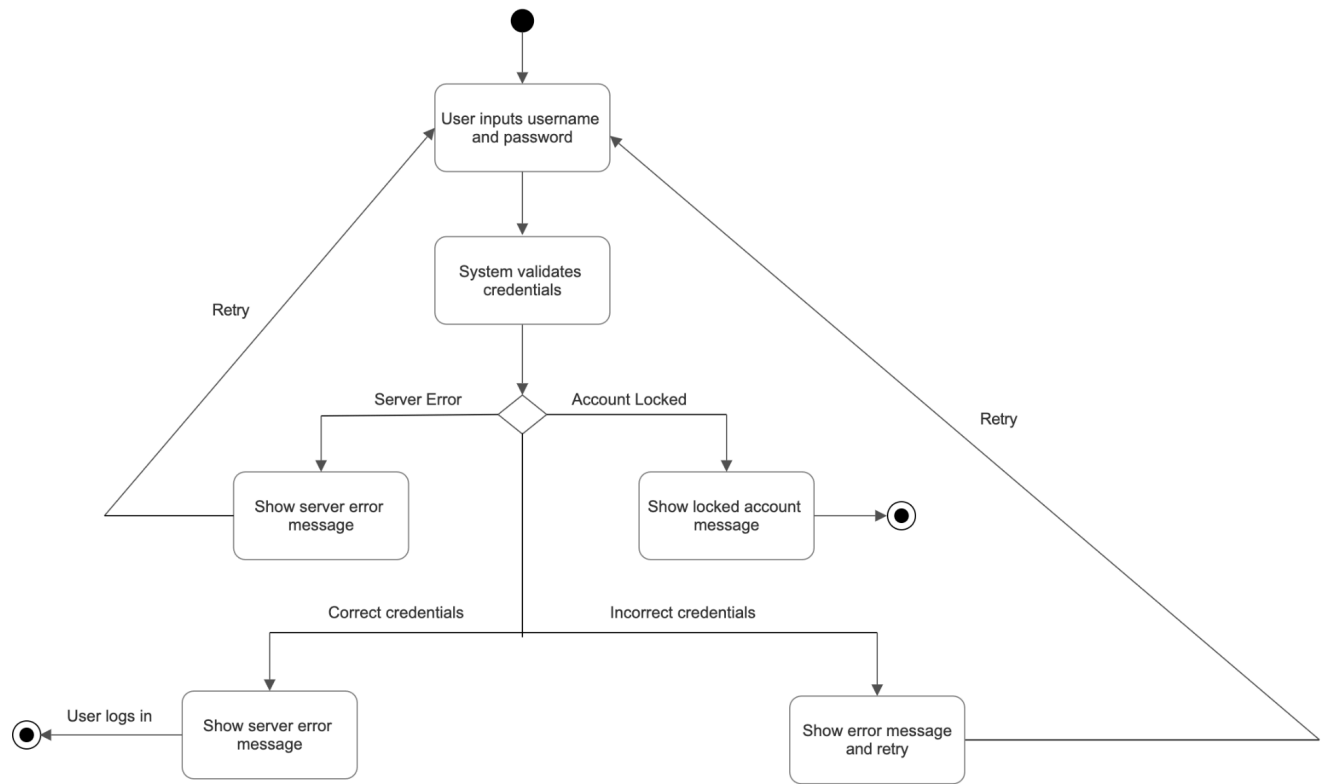 User inputs username
and password
System validates
credentials
Retry
Server Error
Account Locked
Retry
Show server error
message
Show locked account
message
Correct credentials
Incorrect credentials
User logs in
Show server error
message
Show error message
and retry